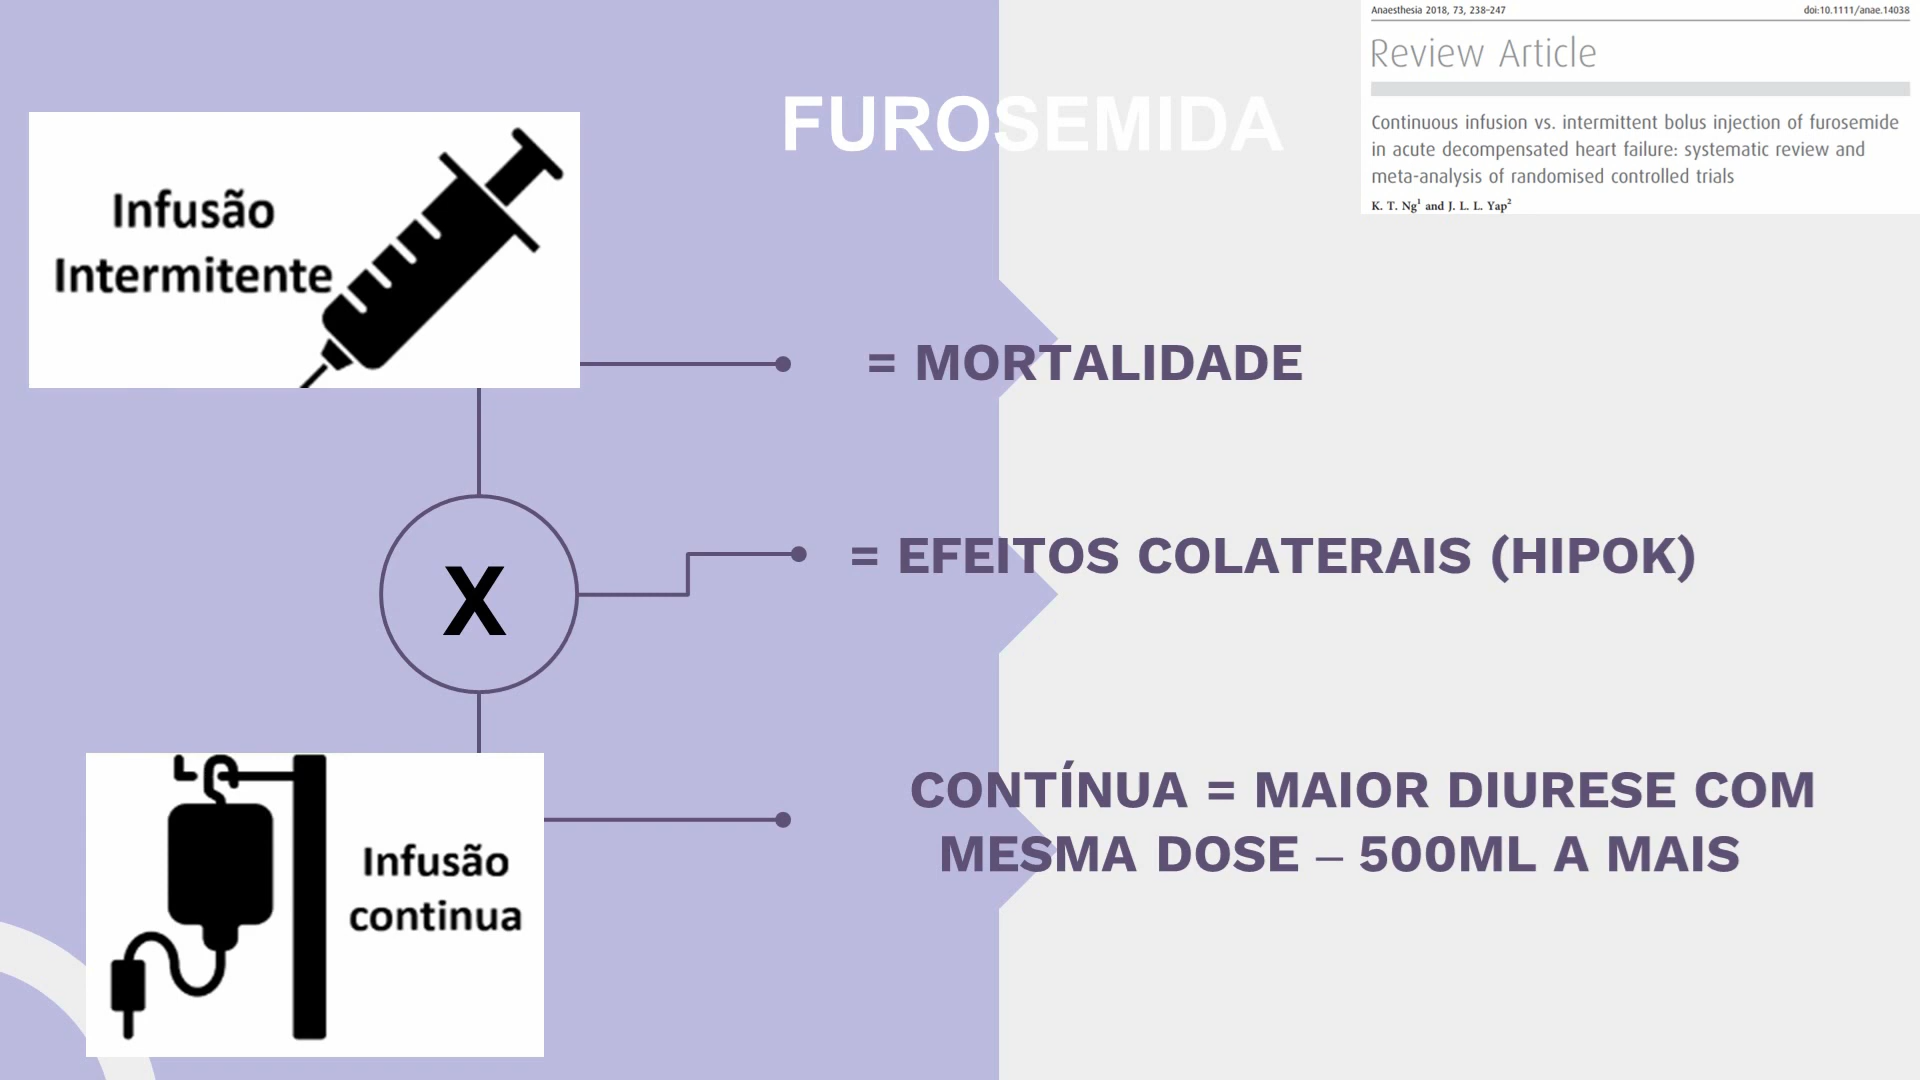 Anaesthesia 2018, 73, 238–247 doi:10.1111/anae.14038
Review Article
Continuous infusion vs. intermittent bolus injection of furosemide
in acute decompensated heart failure: systematic review and
meta-analysis of randomised controlled trials
K. T. Ng1 and J. L. L. Yap2
FUROSEMIDA
Infusão
Intermitente
= MORTALIDADE
X
= EFEITOS COLATERAIS (HIPOK)
Infusão
continua
CONTÍNUA = MAIOR DIURESE COM
MESMA DOSE – 500ML A MAIS